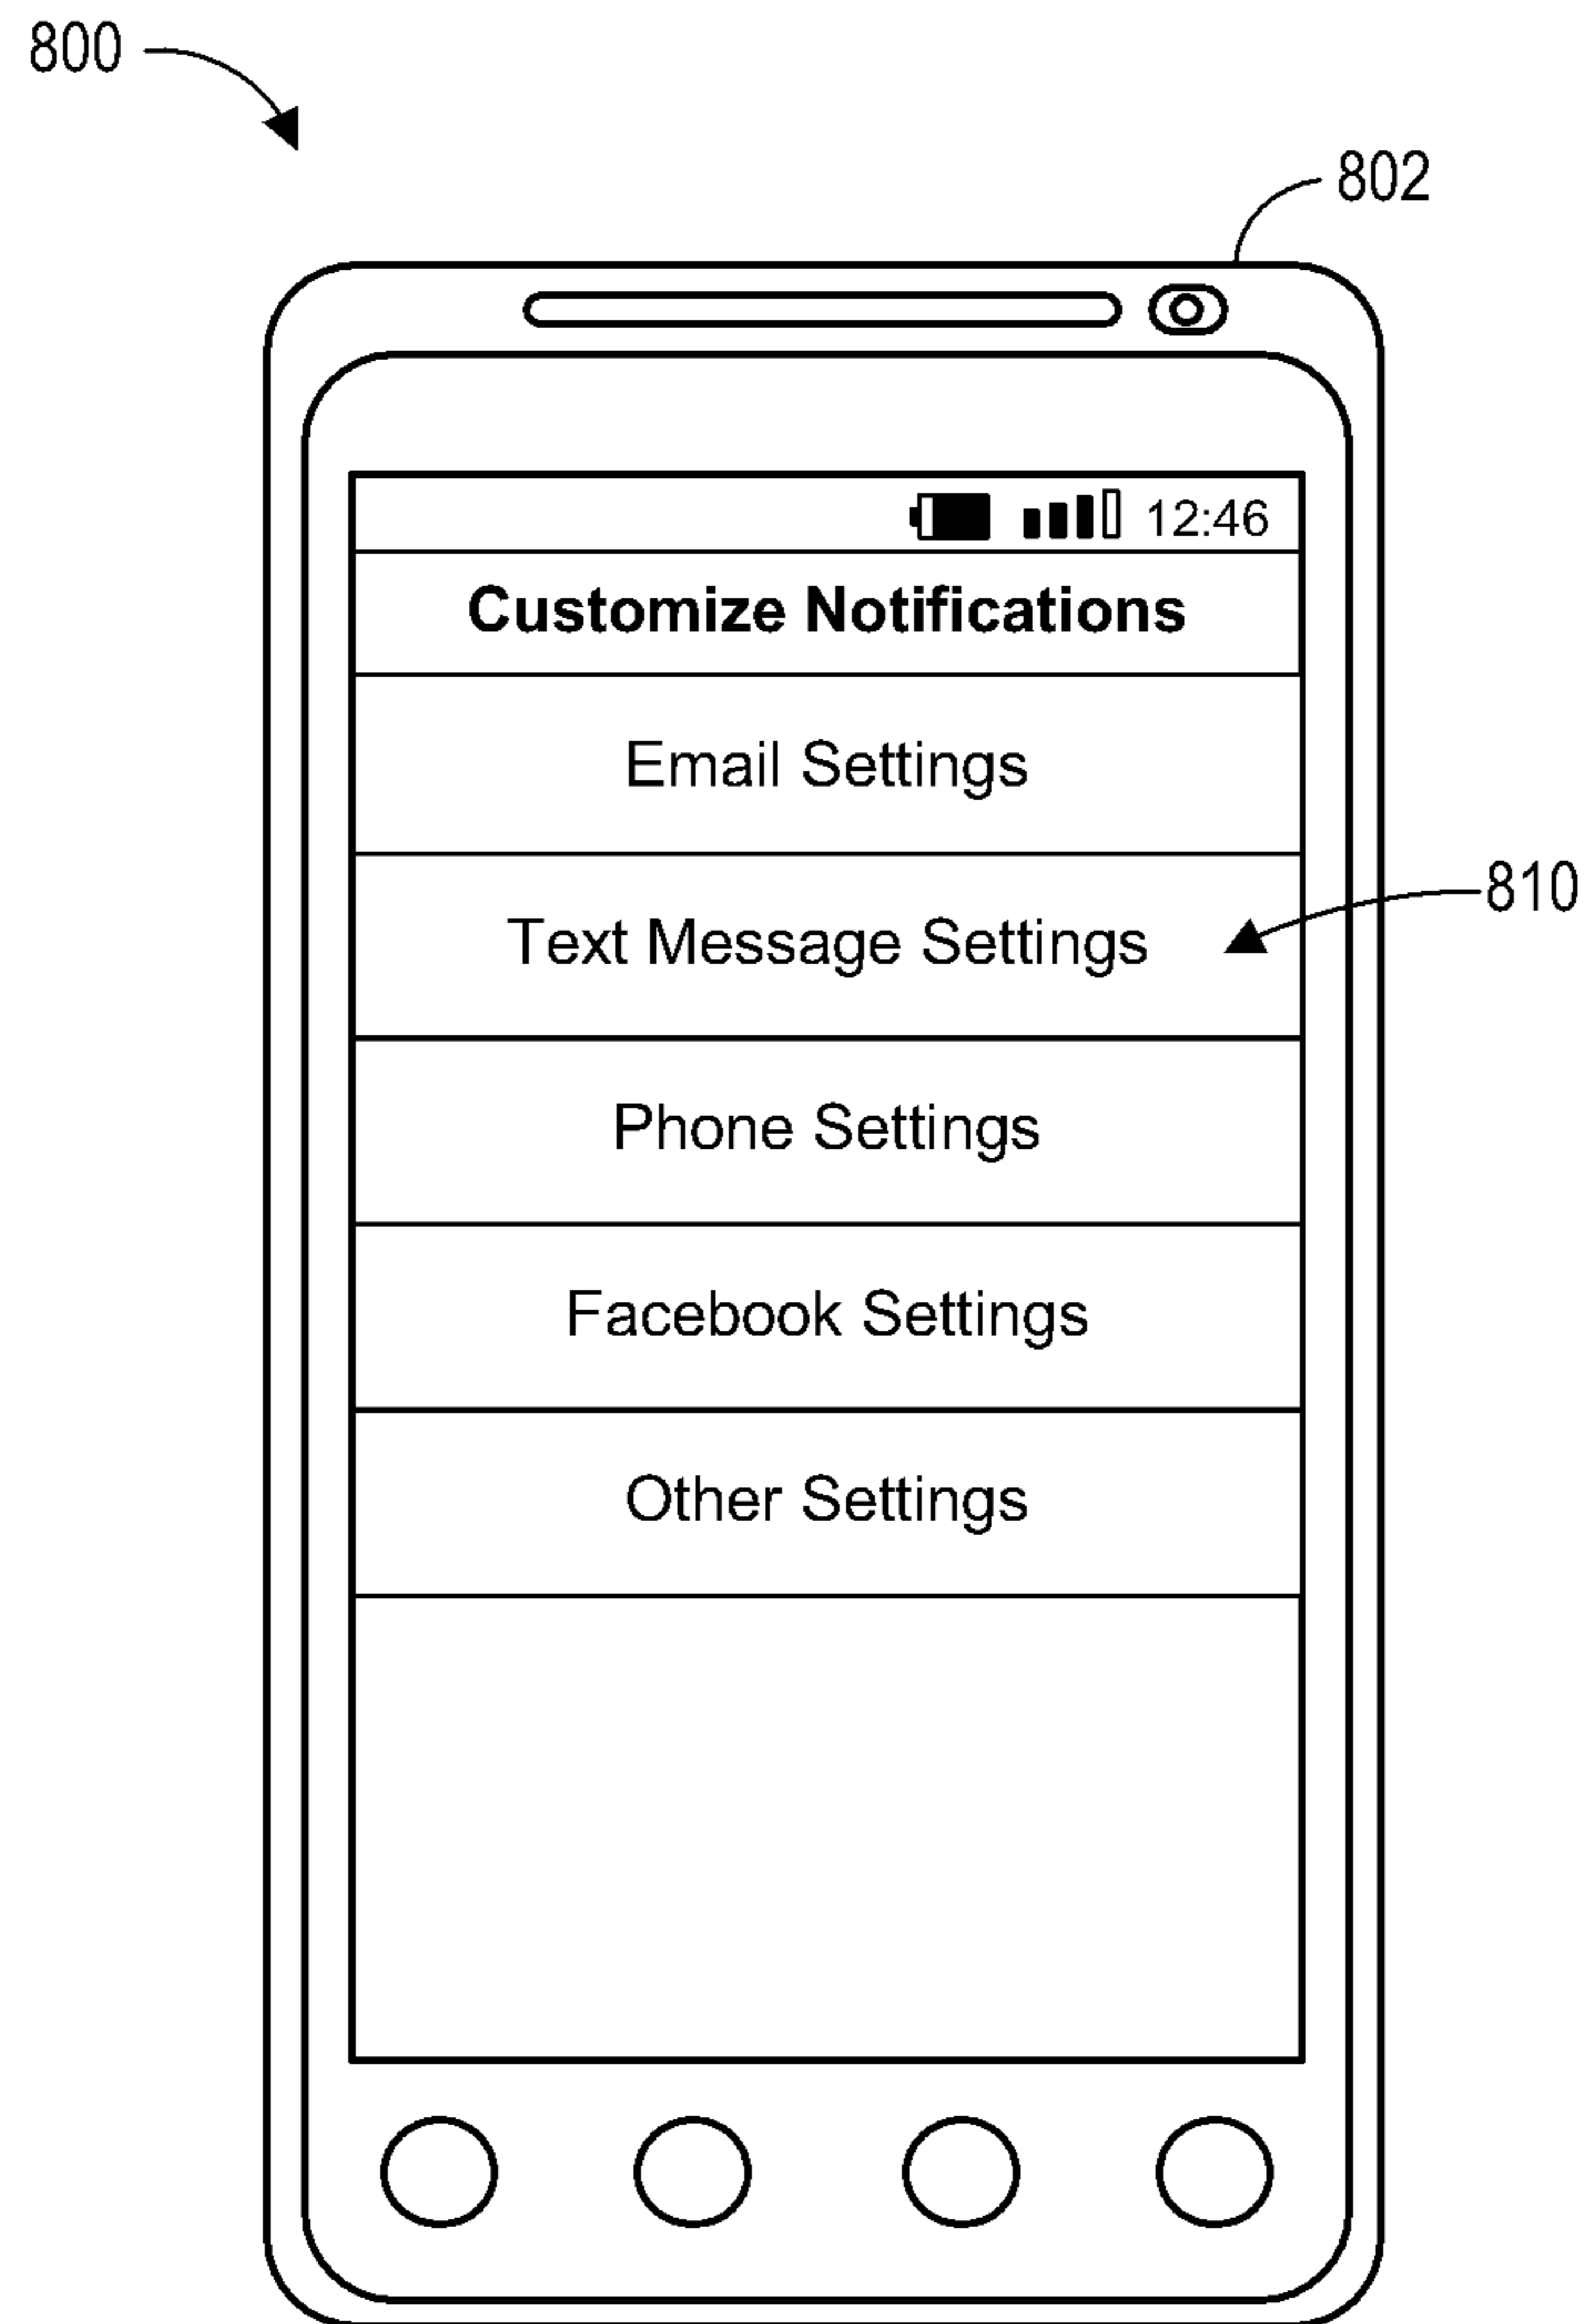 800
802
12:46
Customize Notifications
Email Settings
Text Message Settings
810
Phone Settings
Facebook Settings
Other Settings